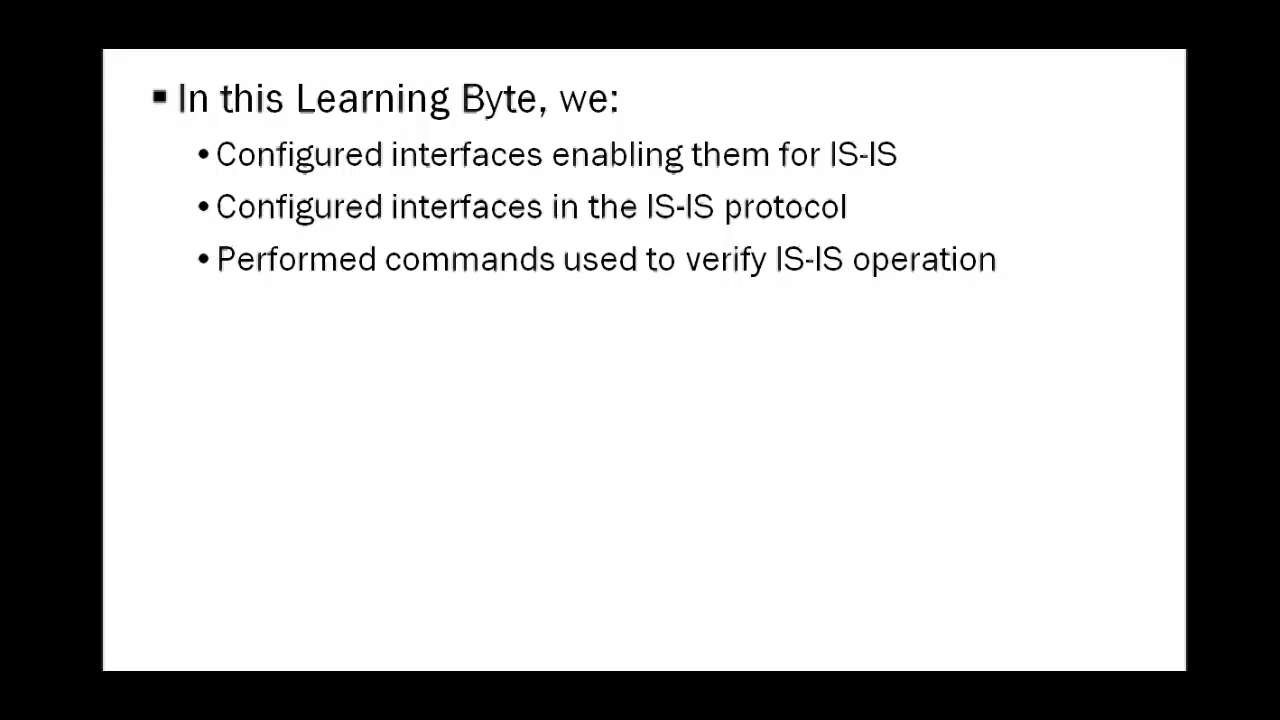 ▪ In this Learning Byte, we:
• Configured interfaces enabling them for IS-IS
• Configured interfaces in the IS-IS protocol
• Performed commands used to verify IS-IS operation